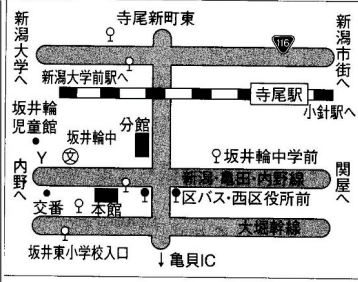 寺尾新町東
新潟大学へ
116
新潟市街へ
新潟大学前駅へ
寺尾駅
小針駅へ
坂井輪
児童館
坂井輪中
分館
文
坂井輪中学前
内野へ
新潟・亀田・内野線
関屋へ
交番
本館
区バス・西区役所前
大堀幹線
坂井東小学校入口
↓亀貝IC